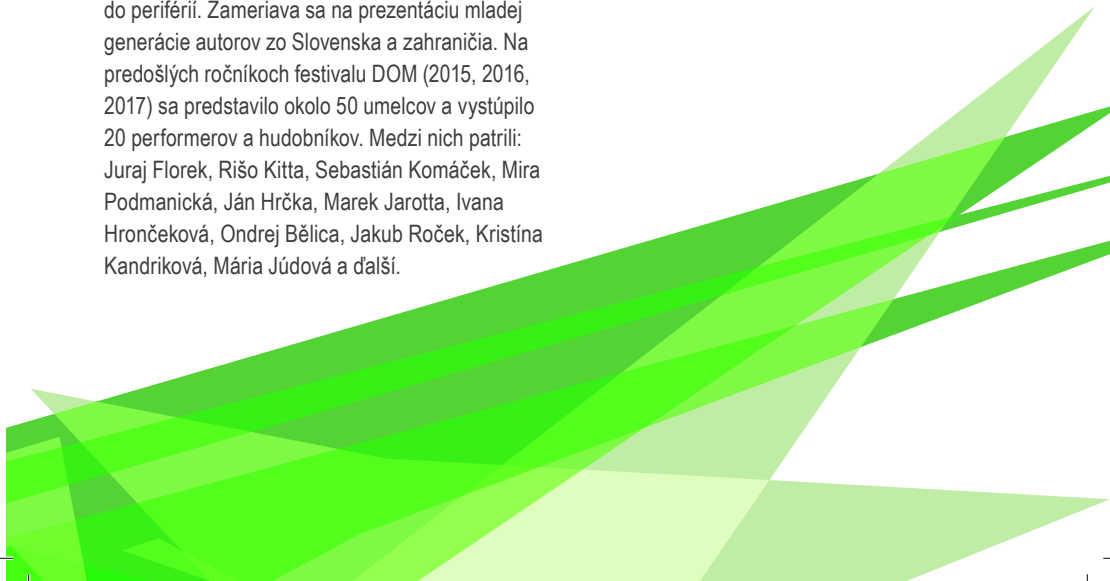 do periférií. Zameriava sa na prezentáciu mladej
generácie autorov zo Slovenska a zahraničia. Na
predošlých ročníkoch festivalu DOM (2015, 2016,
2017) sa predstavilo okolo 50 umelcov a vystúpilo
20 performerov a hudobníkov. Medzi nich patrili:
Juraj Florek, Rišo Kitta, Sebastián Komáček, Mira
Podmanická, Ján Hrčka, Marek Jarotta, Ivana
Hrončeková, Ondrej Bělica, Jakub Roček, Kristína
Kandriková, Mária Júdová a ďalší.